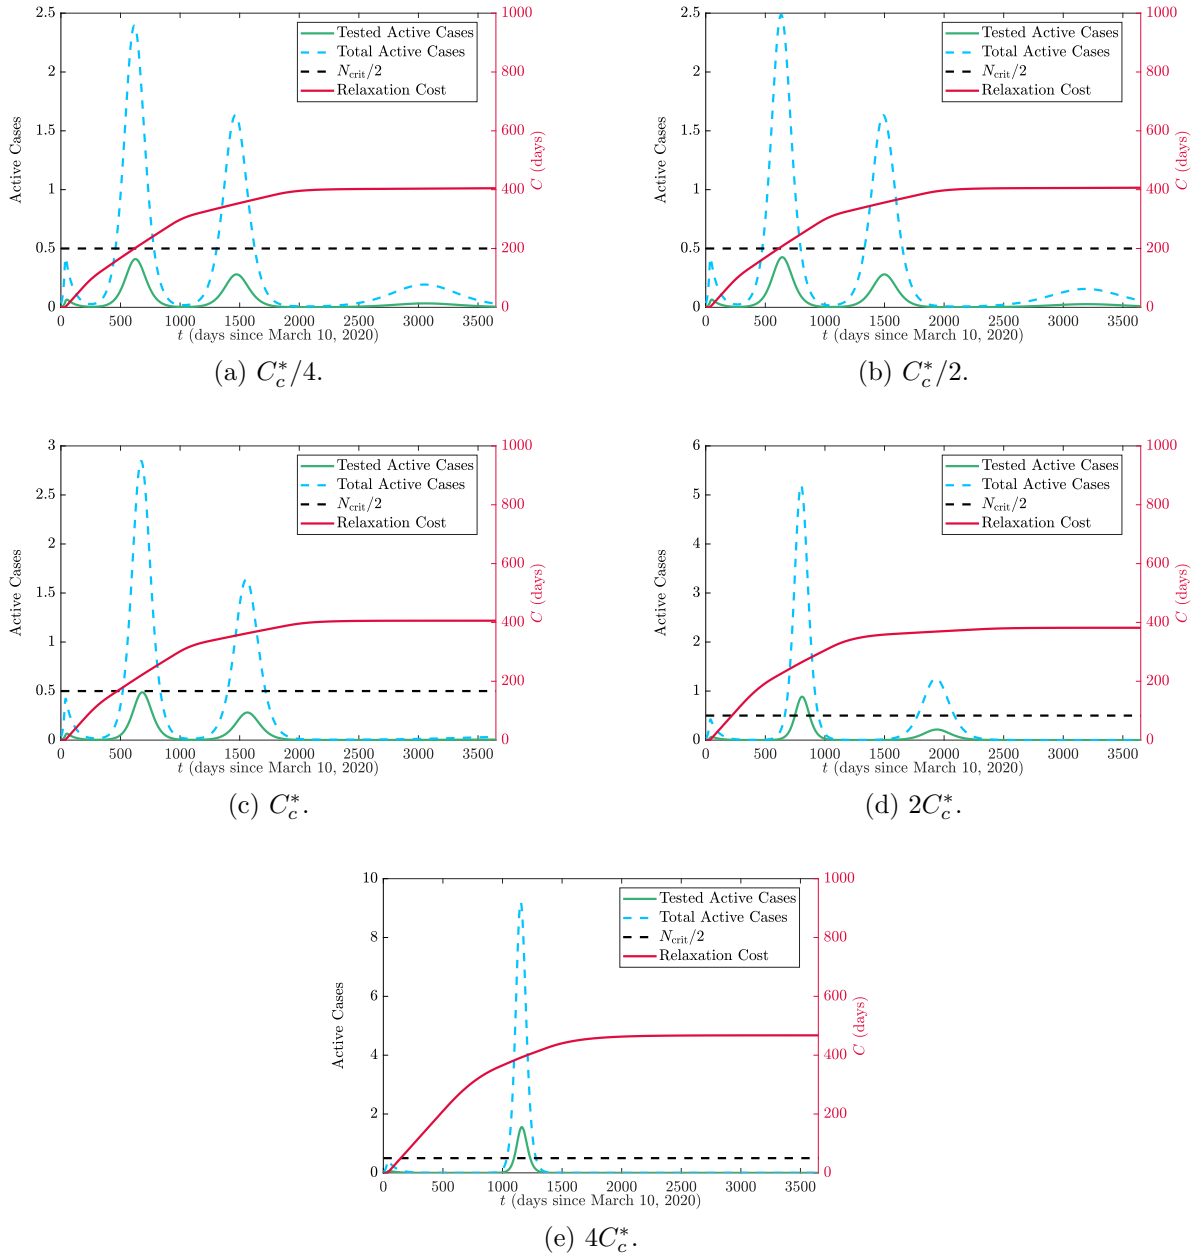 2.5
2
1.5
1
0.5
0
Active Cases
0 500 1000 1500 2000 2500 3000 3500
t (days since March 10, 2020)
1000
800
600
400
200
0
C (days)
Tested Active Cases
Total Active Cases
N_crit/2
Relaxation Cost
(a) C_c^*/4.
2.5
2
1.5
1
0.5
0
Active Cases
0 500 1000 1500 2000 2500 3000 3500
t (days since March 10, 2020)
1000
800
600
400
200
0
C (days)
Tested Active Cases
Total Active Cases
N_crit/2
Relaxation Cost
(b) C_c^*/2.
3
2.5
2
1.5
1
0.5
0
Active Cases
0 500 1000 1500 2000 2500 3000 3500
t (days since March 10, 2020)
1000
800
600
400
200
0
C (days)
Tested Active Cases
Total Active Cases
N_crit/2
Relaxation Cost
(c) C_c^*.
6
5
4
3
2
1
0
Active Cases
0 500 1000 1500 2000 2500 3000 3500
t (days since March 10, 2020)
1000
800
600
400
200
0
C (days)
Tested Active Cases
Total Active Cases
N_crit/2
Relaxation Cost
(d) 2C_c^*.
10
8
6
4
2
0
Active Cases
0 500 1000 1500 2000 2500 3000 3500
t (days since March 10, 2020)
1000
800
600
400
200
0
C (days)
Tested Active Cases
Total Active Cases
N_crit/2
Relaxation Cost
(e) 4C_c^*.